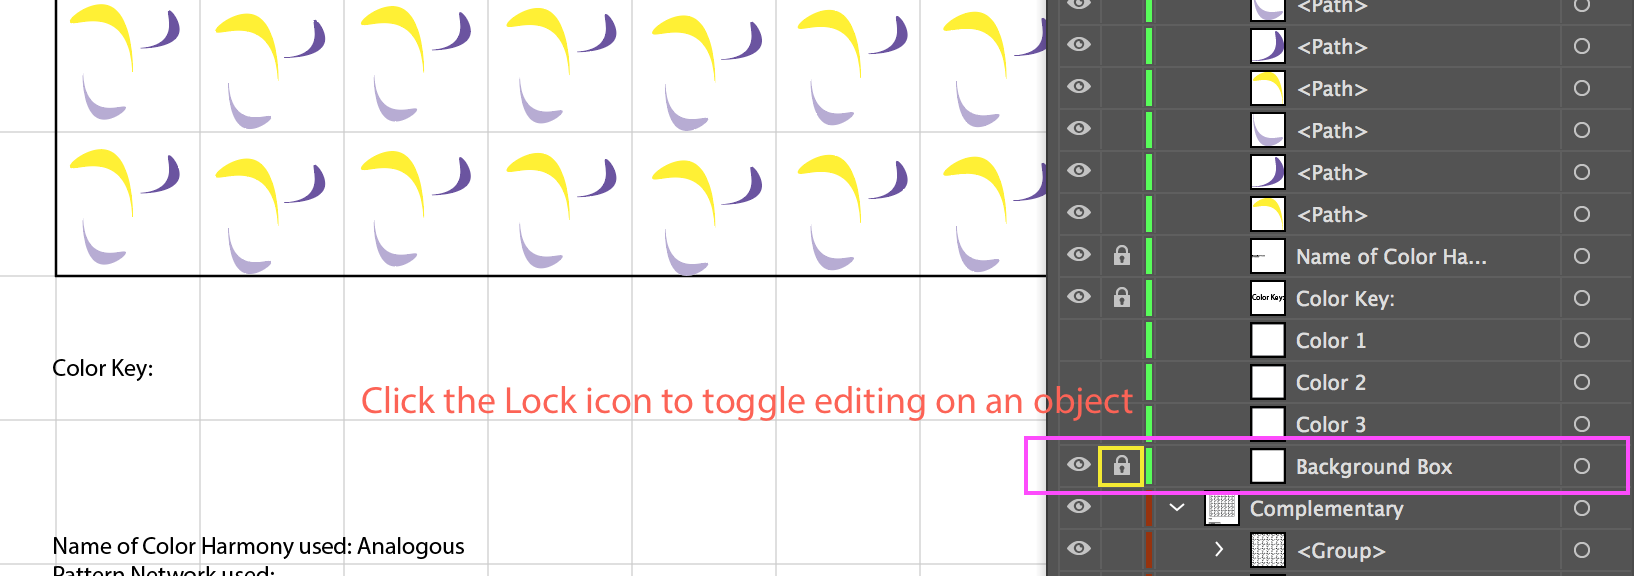 <Path>
<Path>
<Path>
<Path>
<Path>
<Path>
Name of Color Ha...
Color Key:
Color Key:
Color 1
Color Key:
Color 2
Click the Lock icon to toggle editing on an object
Color 3
Background Box
Complementary
Name of Color Harmony used: Analogous
<Group>
Pattern Network used: